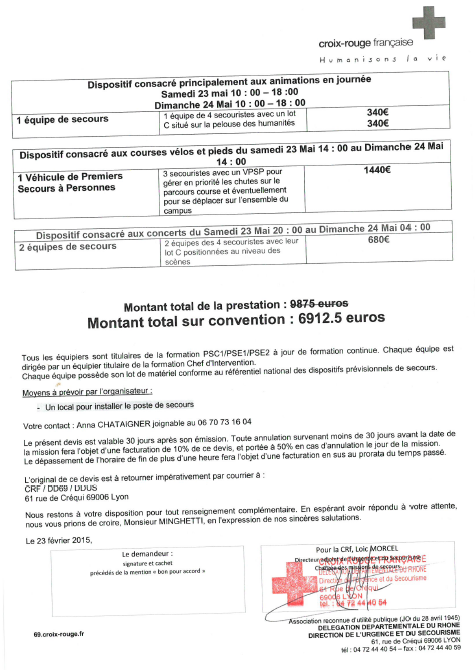 croix-rouge française
Humanisons la vie
Dispositif consacré principalement aux animations en journée
Samedi 23 mai 10 : 00 – 18 :00
Dimanche 24 Mai 10 : 00 – 18 : 00
1 équipe de secours
1 équipe de 4 secouristes avec un lot
C situé sur la pelouse des humanités
340€
340€
Dispositif consacré aux courses vélos et pieds du samedi 23 Mai 14 : 00 au Dimanche 24 Mai
14 : 00
1 Véhicule de Premiers
Secours à Personnes
3 secouristes avec un VPSP pour
gérer en priorité les chutes sur le
parcours course et éventuellement
pour se déplacer sur l'ensemble du
campus
1440€
Dispositif consacré aux concerts du Samedi 23 Mai 20 : 00 au Dimanche 24 Mai 04 : 00
2 équipes de secours
2 équipes des 4 secouristes avec leur
lot C positionnées au niveau des
scènes
680€
Montant total de la prestation : 9875 euros
Montant total sur convention : 6912.5 euros
Tous les équipiers sont titulaires de la formation PSC1/PSE1/PSE2 à jour de formation continue. Chaque équipe est
dirigée par un équipier titulaire de la formation Chef d'Intervention.
Chaque équipe possède son lot de matériel conforme au référentiel national des dispositifs prévisionnels de secours.
Moyens à prévoir par l'organisateur :
- Un local pour installer le poste de secours
Votre contact : Anna CHATAIGNER joignable au 06 70 73 16 04
Le présent devis est valable 30 jours après son émission. Toute annulation survenant moins de 30 jours avant la date de
la mission fera l'objet d'une facturation de 10% de ce devis, et portée à 50% en cas d'annulation le jour de la mission.
Le dépassement de l'horaire de fin de plus d'une heure fera l'objet d'une facturation en sus au prorata du temps passé.
L'original de ce devis est à retourner impérativement par courrier à :
CRF / DD69 / DDUS
61 rue de Créqui 69006 Lyon
Nous restons à votre disposition pour tout renseignement complémentaire. En espérant avoir répondu à votre attente,
nous vous prions de croire, Monsieur MINGHETTI, en l'expression de nos sincères salutations.
Le 23 février 2015,
Le demandeur :
signature et cachet
précédés de la mention « bon pour accord »
Pour la CRF, Loïc MORCEL
Directeur adjoint de l'urgence et du Secourisme
Chargé des missions de secours
CROIX ROUGE FRANÇAISE
DELEGATION DEPARTEMENTALE DU RHONE
Direction de l'Urgence et du Secourisme
61 rue de Créqui
69006 LYON
tél. : 04 72 44 40 54
69.croix-rouge.fr
Association reconnue d'utilité publique (JO du 28 avril 1945)
DELEGATION DEPARTEMENTALE DU RHONE
DIRECTION DE L'URGENCE ET DU SECOURISME
tél : 04 72 44 40 54 – fax : 04 72 44 40 59